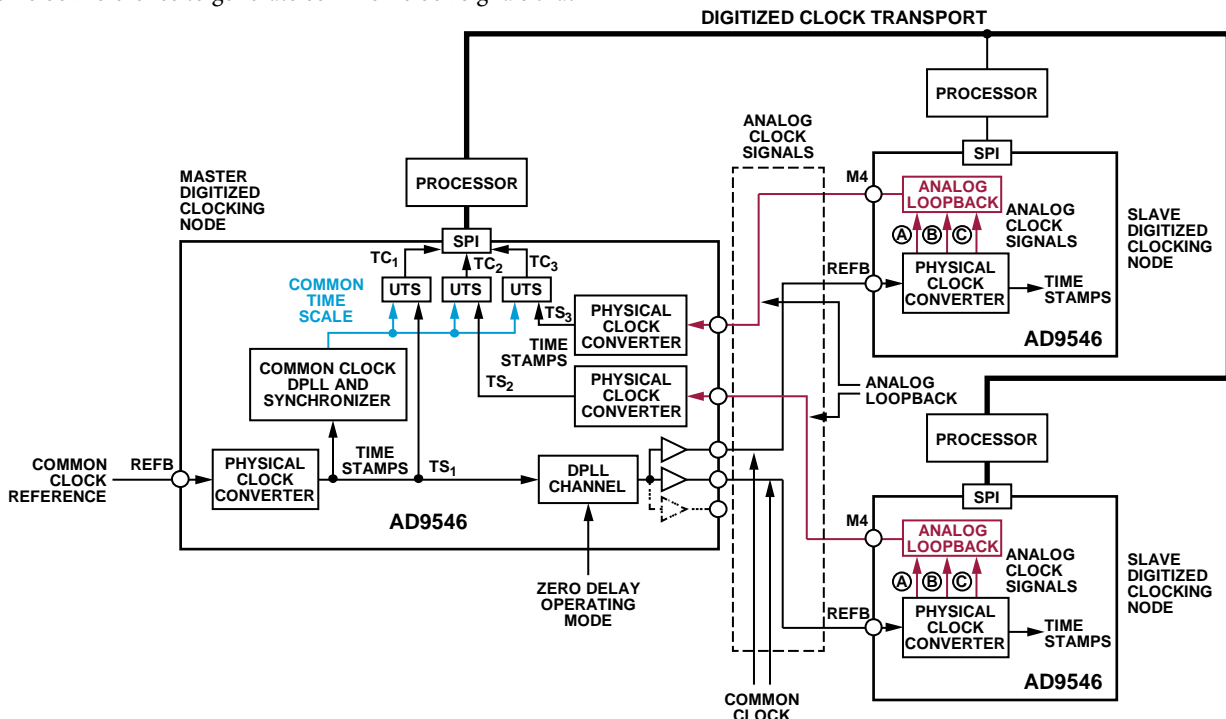 DIGITIZED CLOCK TRANSPORT
PROCESSOR
ANALOG
CLOCK
SIGNALS
SPI
M4
ANALOG
LOOPBACK
ANALOG
CLOCK
SIGNALS
A B C
SLAVE
DIGITIZED
CLOCKING
NODE
REFB
PHYSICAL
CLOCK
CONVERTER
TIME
STAMPS
AD9546
MASTER
DIGITIZED
CLOCKING
NODE
PROCESSOR
SPI
TC1
TC2
TC3
UTS
UTS
UTS
COMMON
TIME
SCALE
TS3
PHYSICAL
CLOCK
CONVERTER
TIME
STAMPS
COMMON CLOCK
DPLL AND
SYNCHRONIZER
TS2
PHYSICAL
CLOCK
CONVERTER
ANALOG
LOOPBACK
COMMON
CLOCK
REFERENCE
REFB
PHYSICAL
CLOCK
CONVERTER
TIME
STAMPS
TS1
DPLL
CHANNEL
AD9546
ZERO DELAY
OPERATING
MODE
COMMON
CLOCK
PROCESSOR
SPI
M4
ANALOG
LOOPBACK
ANALOG
CLOCK
SIGNALS
A B C
SLAVE
DIGITIZED
CLOCKING
NODE
REFB
PHYSICAL
CLOCK
CONVERTER
TIME
STAMPS
AD9546